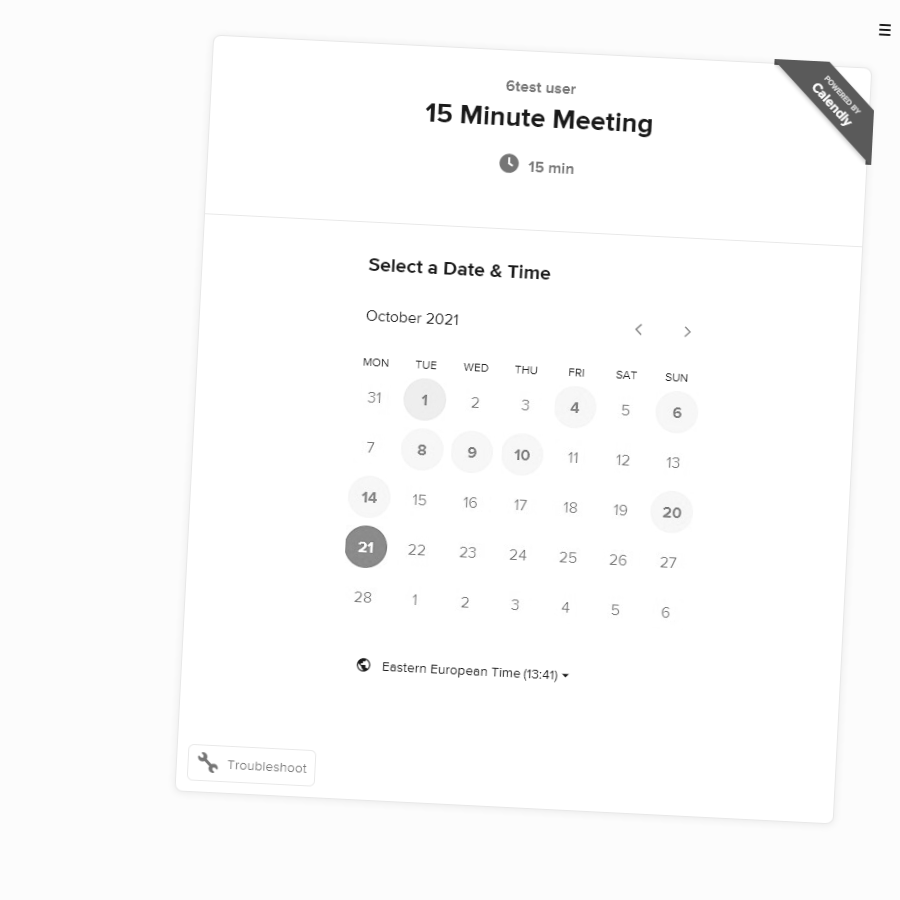 6test user
15 Minute Meeting
15 min
POWERED BY
Calendly
Select a Date & Time
October 2021
MON TUE WED THU FRI SAT SUN
31 1 2 3 4 5 6
7 8 9 10 11 12 13
14 15 16 17 18 19 20
21 22 23 24 25 26 27
28 1 2 3 4 5 6
Eastern European Time (13:41)
Troubleshoot